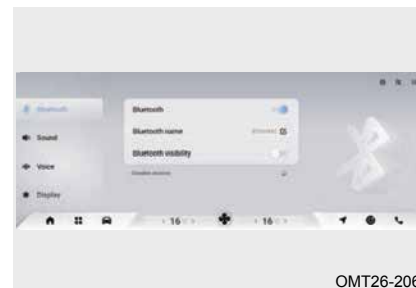 Bluetooth
Bluetooth
Bluetooth name
Sound
Bluetooth visibility
Voice
Display
16
16
OMT26-206